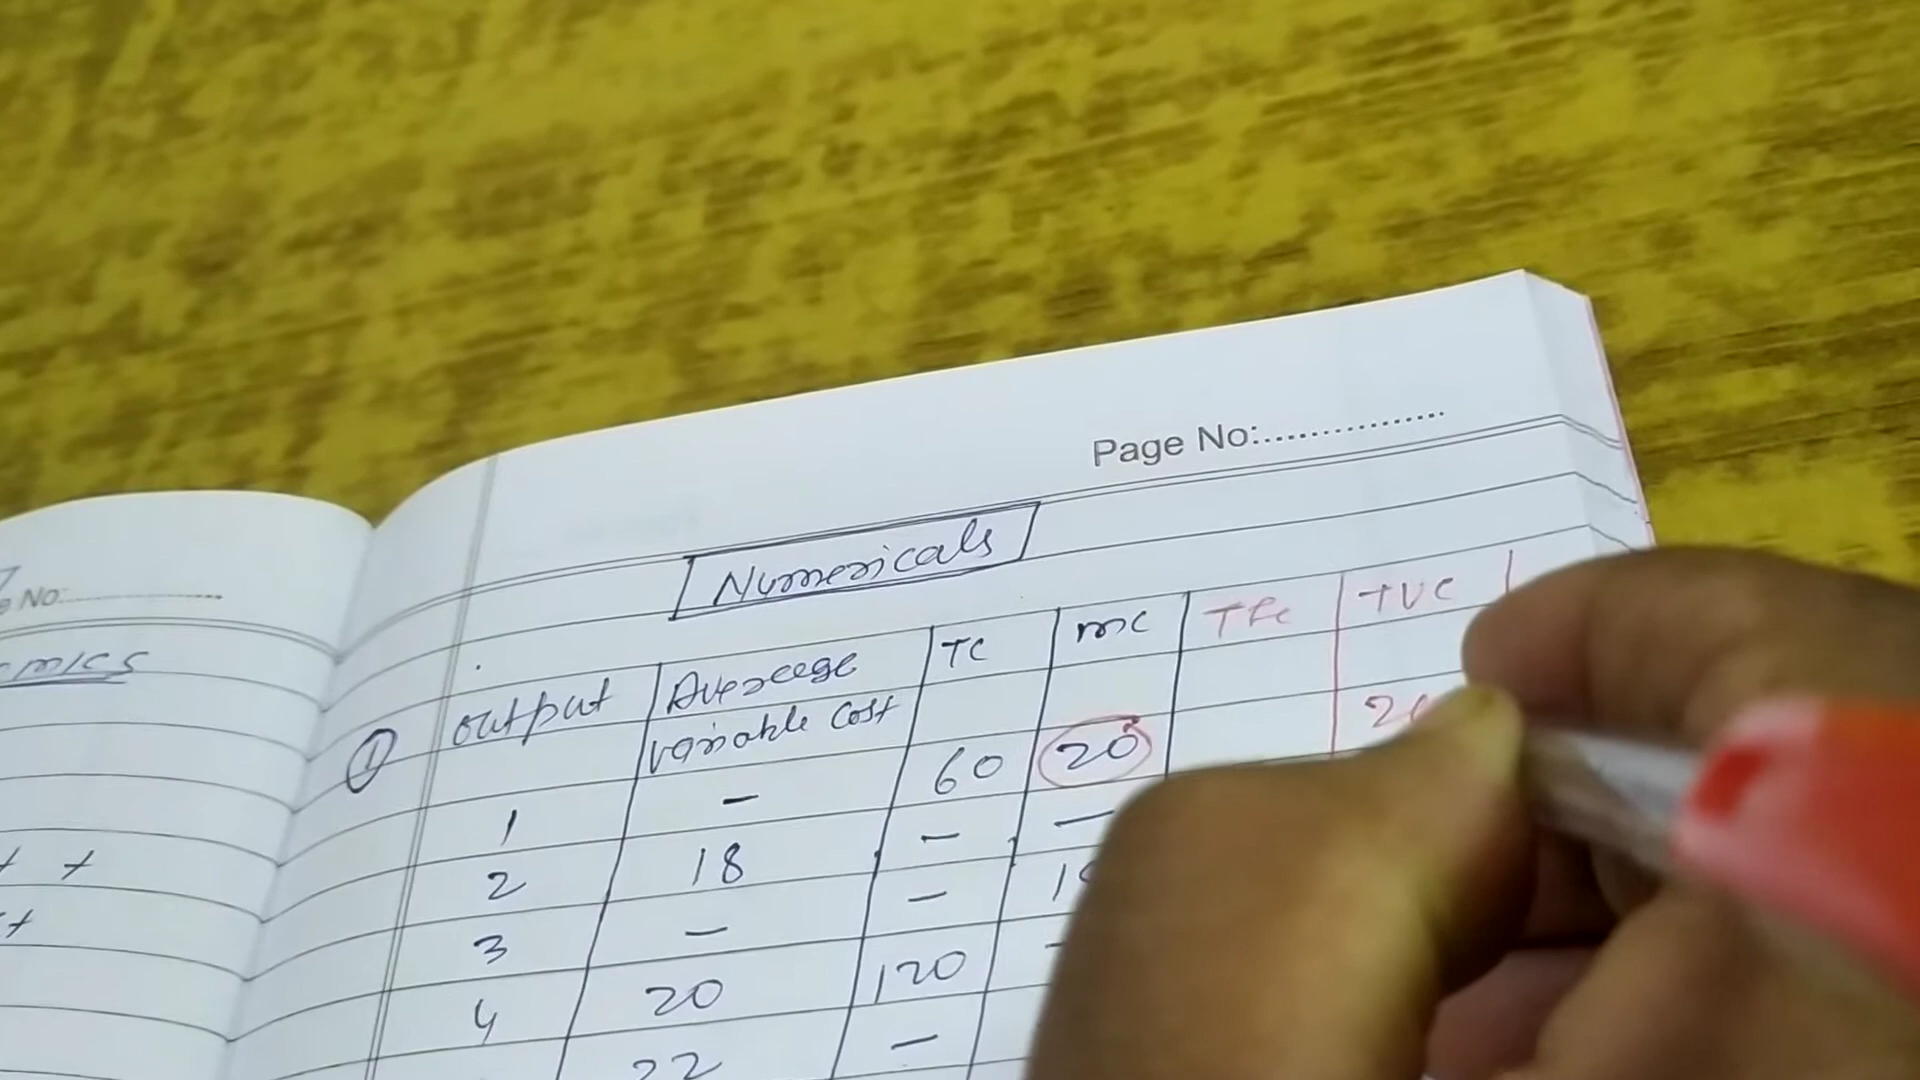 Page No:................
Numericals
No:
omics
① output Average variable Cost TC mc TFC TVC
1 - 60 20
2 18 - -
3 - -
4 20 120 -
22 -